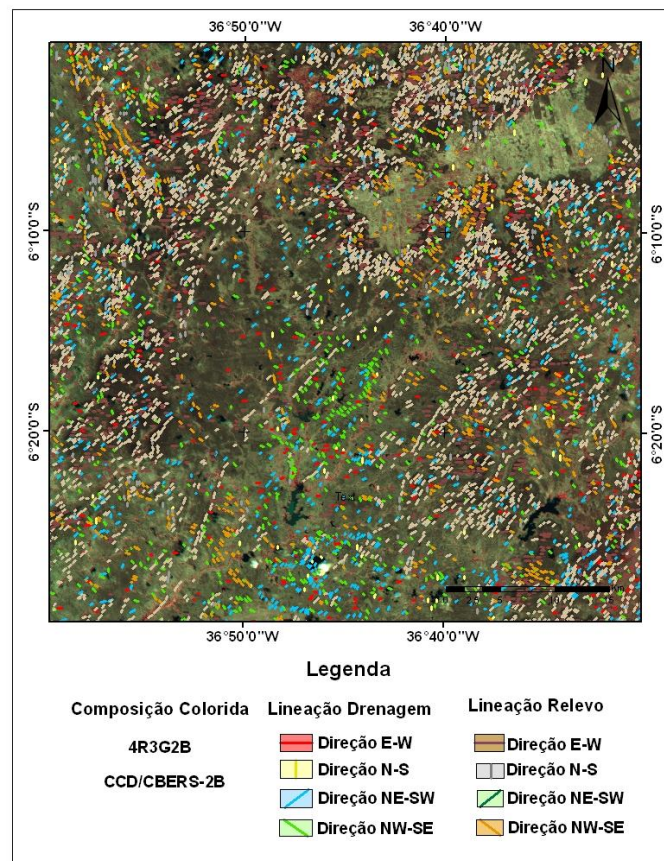 36°50'0"W 36°40'0"W
N
6°10'0"S 6°10'0"S
6°20'0"S 6°20'0"S
36°50'0"W 36°40'0"W
Legenda
Composição Colorida Lineação Drenagem Lineação Relevo
4R3G2B Direção E-W Direção E-W
CCD/CBERS-2B Direção N-S Direção N-S
Direção NE-SW Direção NE-SW
Direção NW-SE Direção NW-SE